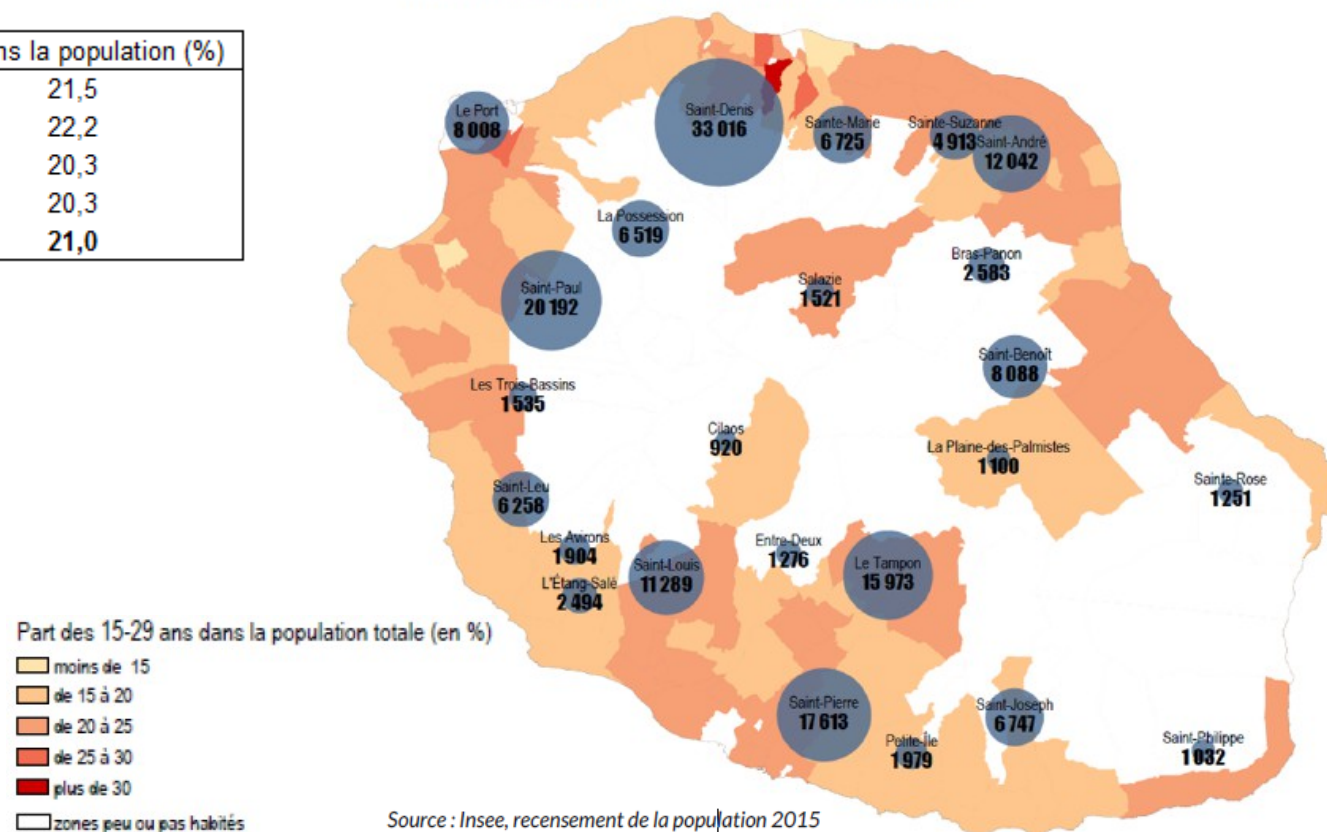 ns la population (%)
21,5
22,2
20,3
20,3
21,0
Le Port
8 008
Saint-Denis
33 016
Sainte-Marie
6 725
Sainte-Suzanne
4 913
Saint-André
12 042
La Possession
6 519
Saint-Paul
20 192
Salazie
1 521
Bras-Panon
2 583
Saint-Benoît
8 088
Les Trois-Bassins
1 535
Cilaos
920
La Plaine-des-Palmistes
1 100
Sainte-Rose
1 251
Saint-Leu
6 258
Les Avirons
1 904
L'Étang-Salé
2 494
Saint-Louis
11 289
Entre-Deux
1 276
Le Tampon
15 973
Saint-Pierre
17 613
Petite-Île
1 979
Saint-Joseph
6 747
Saint-Philippe
1 032
Part des 15-29 ans dans la population totale (en %)
moins de 15
de 15 à 20
de 20 à 25
de 25 à 30
plus de 30
zones peu ou pas habités
Source : Insee, recensement de la population 2015